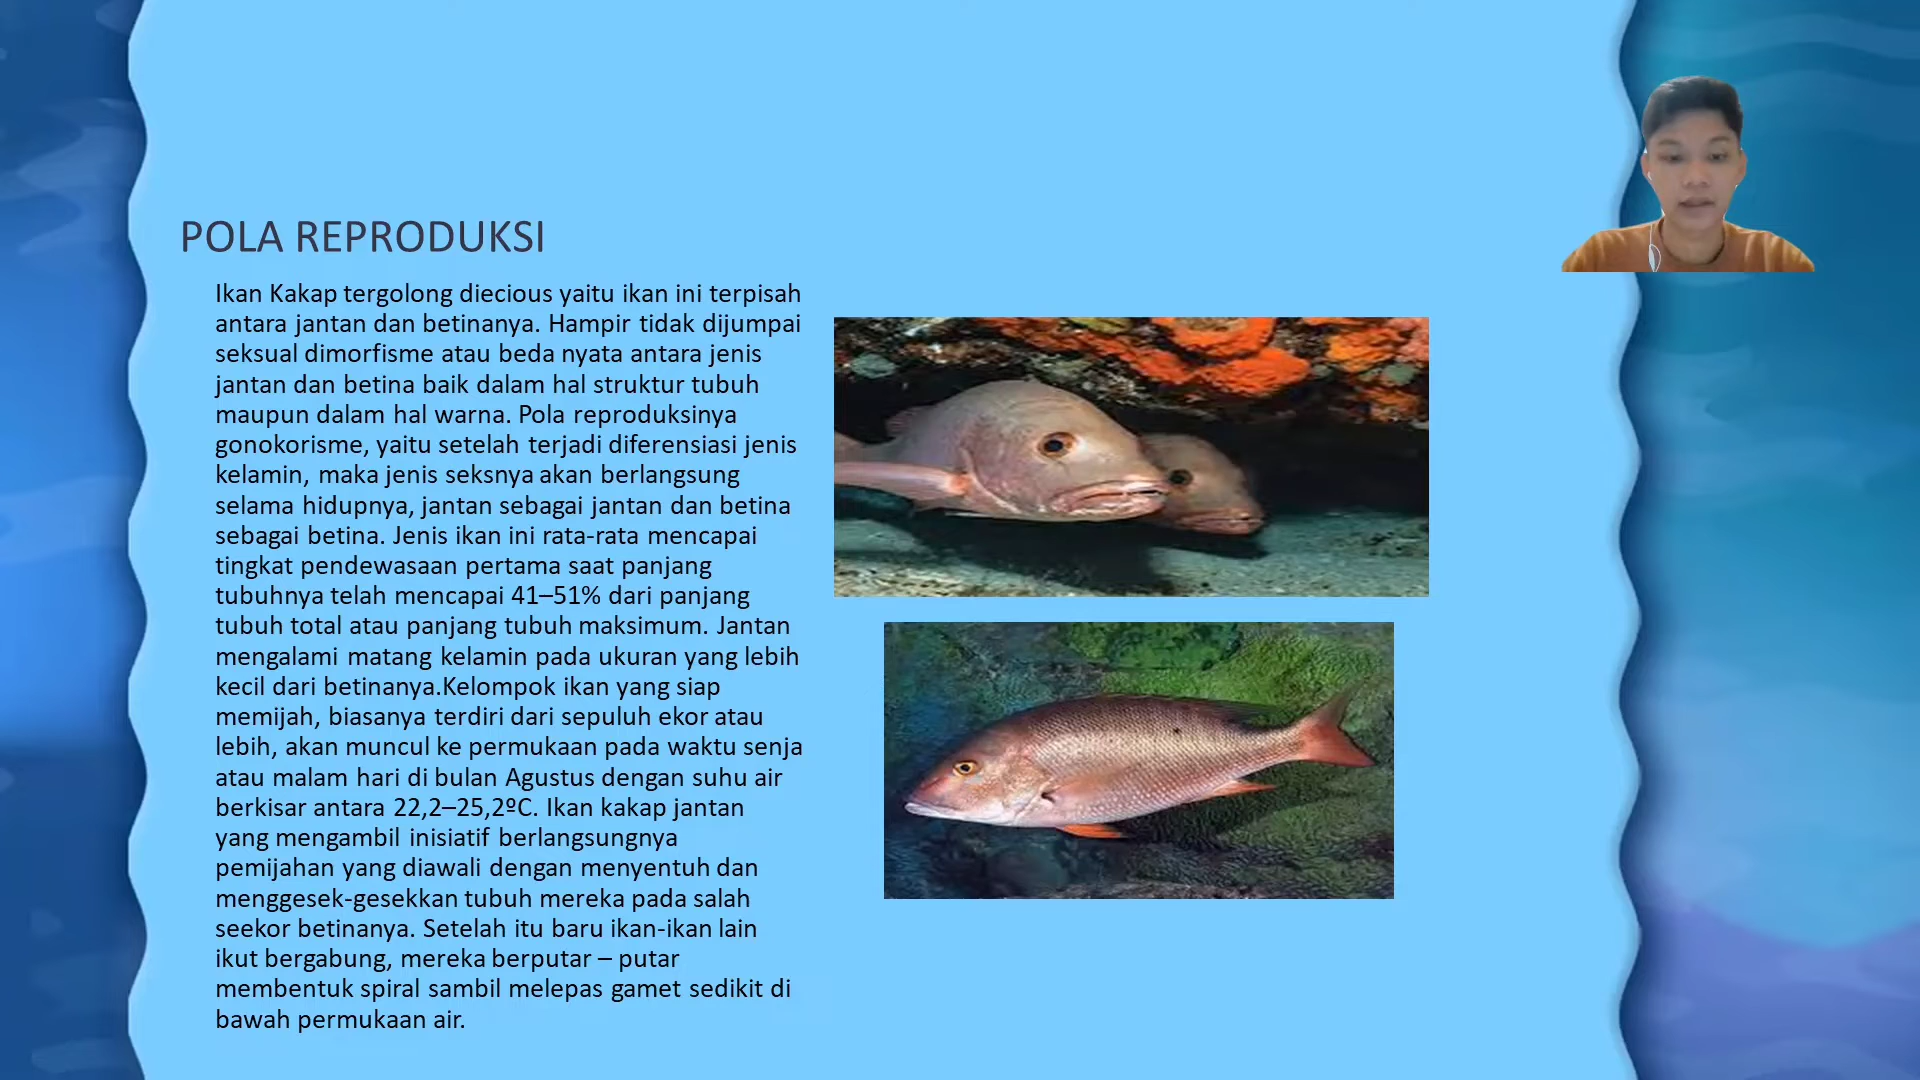 POLA REPRODUKSI
Ikan Kakap tergolong diecious yaitu ikan ini terpisah
antara jantan dan betinanya. Hampir tidak dijumpai
seksual dimorfisme atau beda nyata antara jenis
jantan dan betina baik dalam hal struktur tubuh
maupun dalam hal warna. Pola reproduksinya
gonokorisme, yaitu setelah terjadi diferensiasi jenis
kelamin, maka jenis seksnya akan berlangsung
selama hidupnya, jantan sebagai jantan dan betina
sebagai betina. Jenis ikan ini rata-rata mencapai
tingkat pendewasaan pertama saat panjang
tubuhnya telah mencapai 41–51% dari panjang
tubuh total atau panjang tubuh maksimum. Jantan
mengalami matang kelamin pada ukuran yang lebih
kecil dari betinanya.Kelompok ikan yang siap
memijah, biasanya terdiri dari sepuluh ekor atau
lebih, akan muncul ke permukaan pada waktu senja
atau malam hari di bulan Agustus dengan suhu air
berkisar antara 22,2–25,2ºC. Ikan kakap jantan
yang mengambil inisiatif berlangsungnya
pemijahan yang diawali dengan menyentuh dan
menggesek-gesekkan tubuh mereka pada salah
seekor betinanya. Setelah itu baru ikan-ikan lain
ikut bergabung, mereka berputar – putar
membentuk spiral sambil melepas gamet sedikit di
bawah permukaan air.